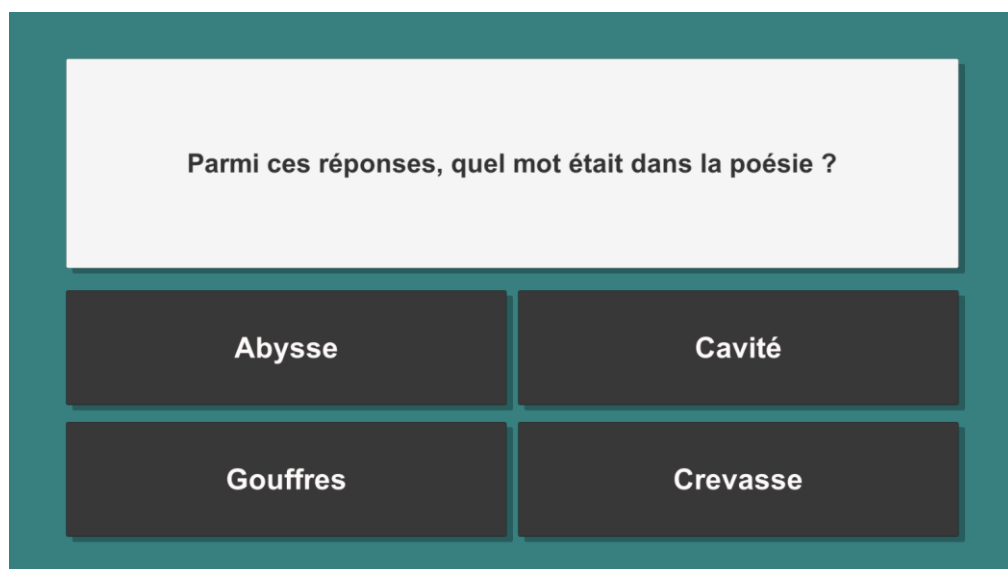 Parmi ces réponses, quel mot était dans la poésie ?
Abysse
Cavité
Gouffres
Crevasse